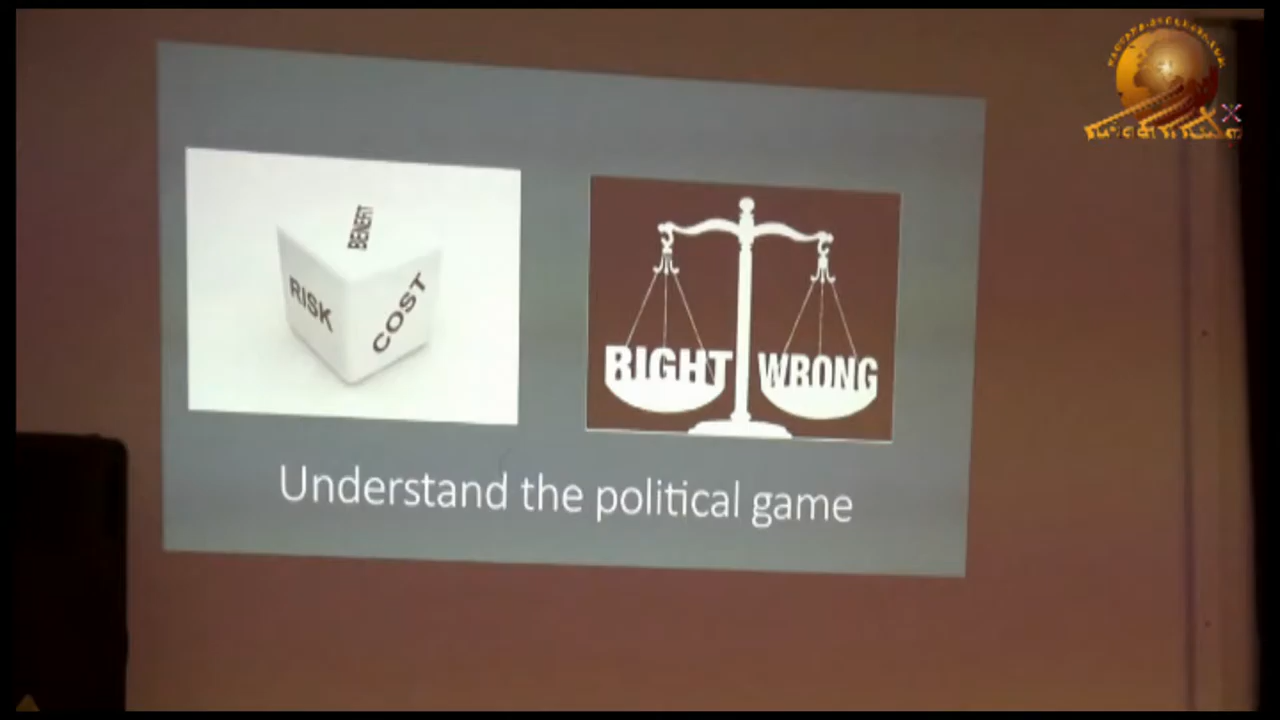 BENEFIT
RISK
COST
RIGHT
WRONG
Understand the political game